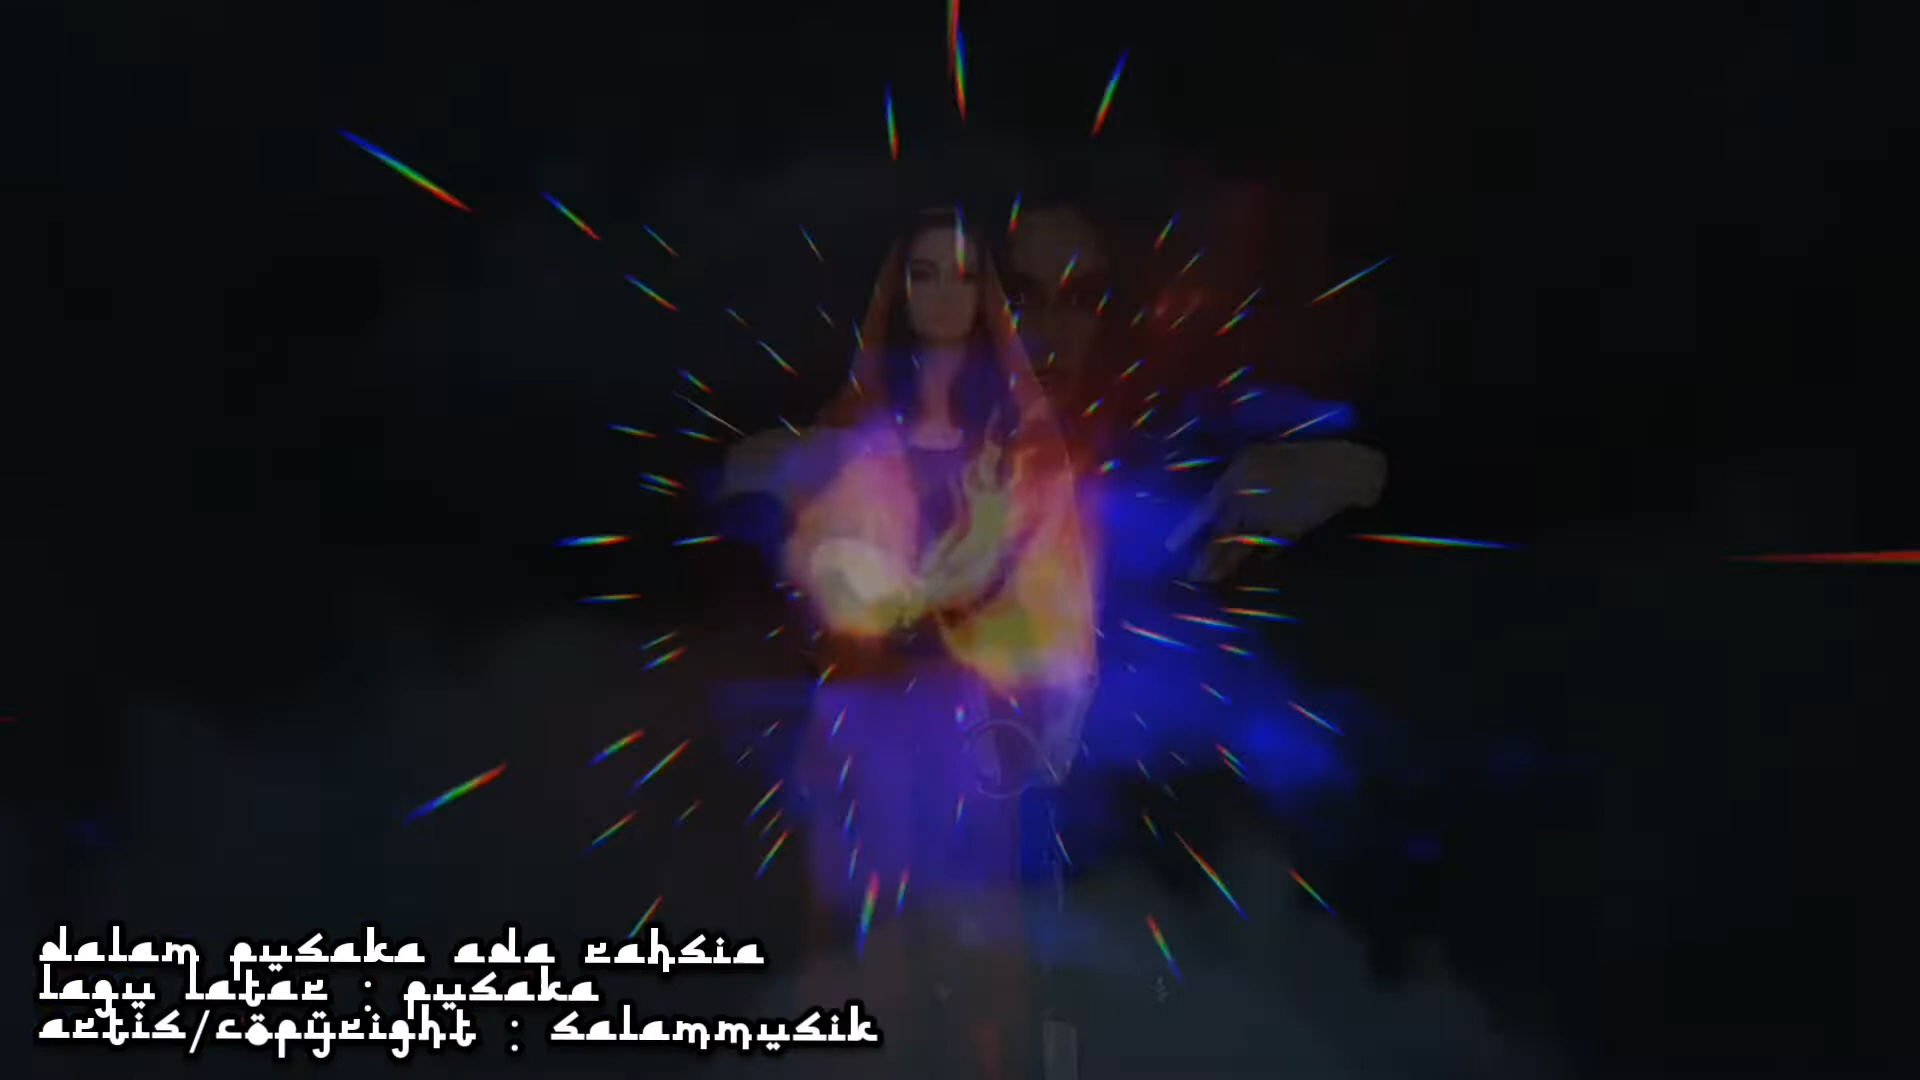 dalam pusaka ada rahsia
lagu latar : pusaka
artis/copyright : salammusik